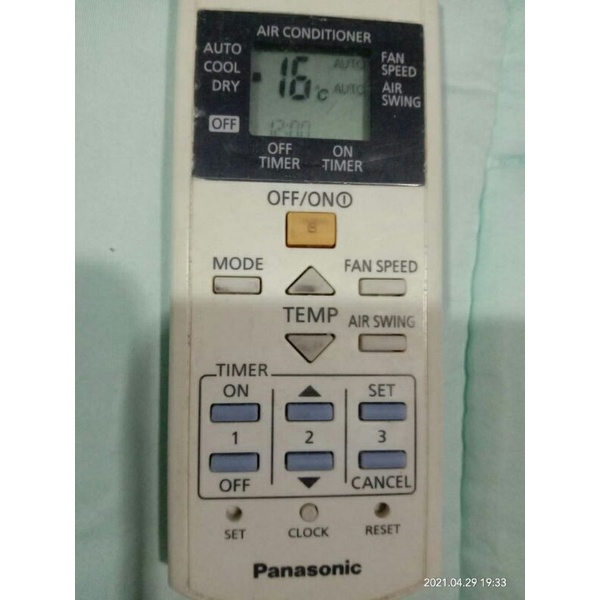 AIR CONDITIONER
AUTO
COOL
DRY
OFF
16°c
AUTO
AUTO
12:00
FAN
SPEED
AIR
SWING
OFF
TIMER
ON
TIMER
OFF/ON
MODE
FAN SPEED
TEMP
AIR SWING
TIMER
ON
SET
1
2
3
OFF
CANCEL
SET
CLOCK
RESET
Panasonic
2021.04.29 19:33